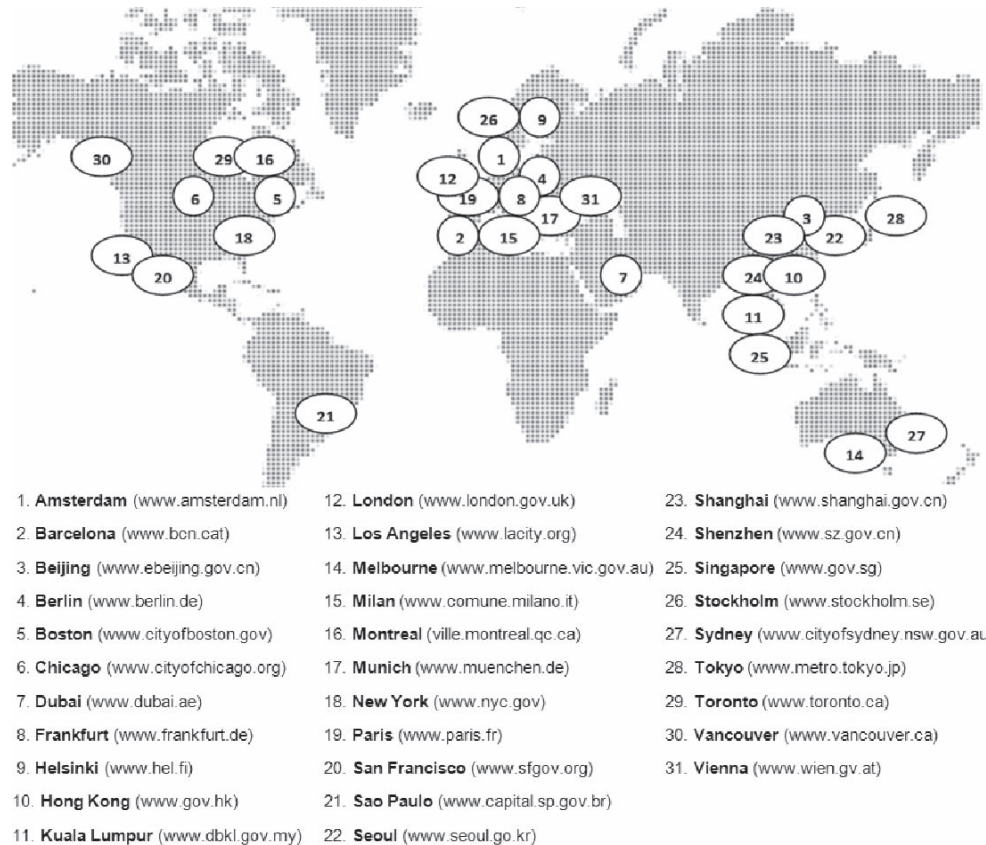 26 9
30 29 16 1
12 4
6 5 19 8 31
17
3 28
18 2 15 23 22
13
20 7 24 10
11
25
21
27
14
1. Amsterdam (www.amsterdam.nl)
2. Barcelona (www.bcn.cat)
3. Beijing (www.ebeijing.gov.cn)
4. Berlin (www.berlin.de)
5. Boston (www.cityofboston.gov)
6. Chicago (www.cityofchicago.org)
7. Dubai (www.dubai.ae)
8. Frankfurt (www.frankfurt.de)
9. Helsinki (www.hel.fi)
10. Hong Kong (www.gov.hk)
11. Kuala Lumpur (www.dbkl.gov.my)
12. London (www.london.gov.uk)
13. Los Angeles (www.lacity.org)
14. Melbourne (www.melbourne.vic.gov.au)
15. Milan (www.comune.milano.it)
16. Montreal (ville.montreal.qc.ca)
17. Munich (www.muenchen.de)
18. New York (www.nyc.gov)
19. Paris (www.paris.fr)
20. San Francisco (www.sfgov.org)
21. Sao Paulo (www.capital.sp.gov.br)
22. Seoul (www.seoul.go.kr)
23. Shanghai (www.shanghai.gov.cn)
24. Shenzhen (www.sz.gov.cn)
25. Singapore (www.gov.sg)
26. Stockholm (www.stockholm.se)
27. Sydney (www.cityofsydney.nsw.gov.au
28. Tokyo (www.metro.tokyo.jp)
29. Toronto (www.toronto.ca)
30. Vancouver (www.vancouver.ca)
31. Vienna (www.wien.gv.at)